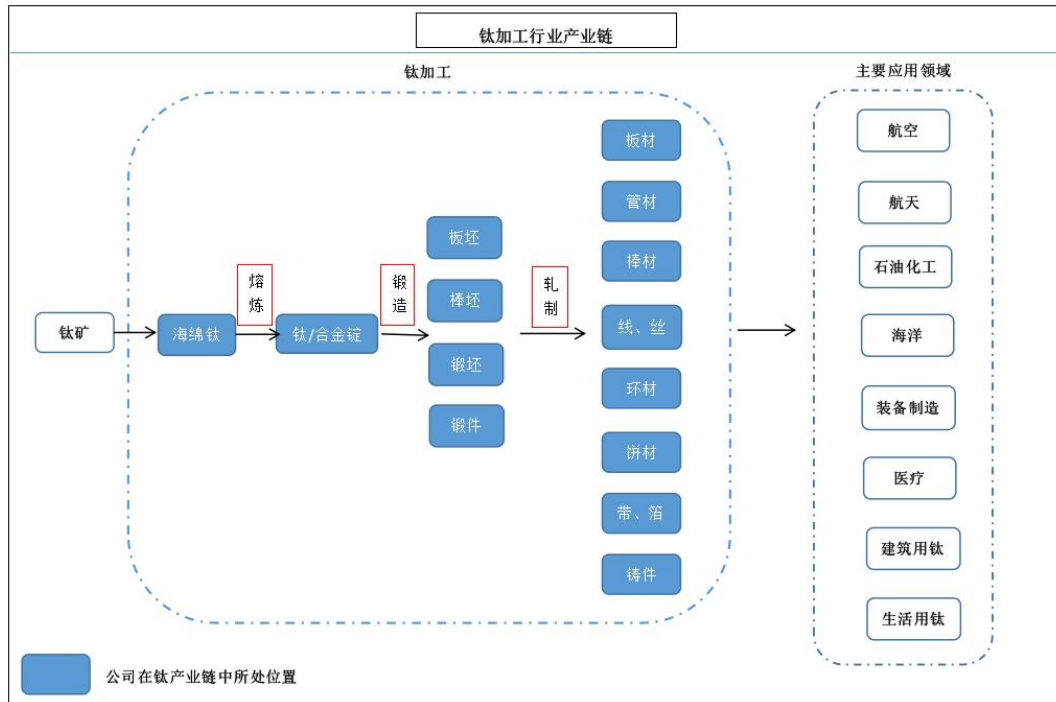 钛加工行业产业链
钛加工
主要应用领域
钛矿
海绵钛
熔
炼
钛/合金锭
锻
造
板坯
棒坯
锻坯
锻件
轧
制
板材
管材
棒材
线、丝
环材
饼材
带、箔
铸件
航空
航天
石油化工
海洋
装备制造
医疗
建筑用钛
生活用钛
公司在钛产业链中所处位置